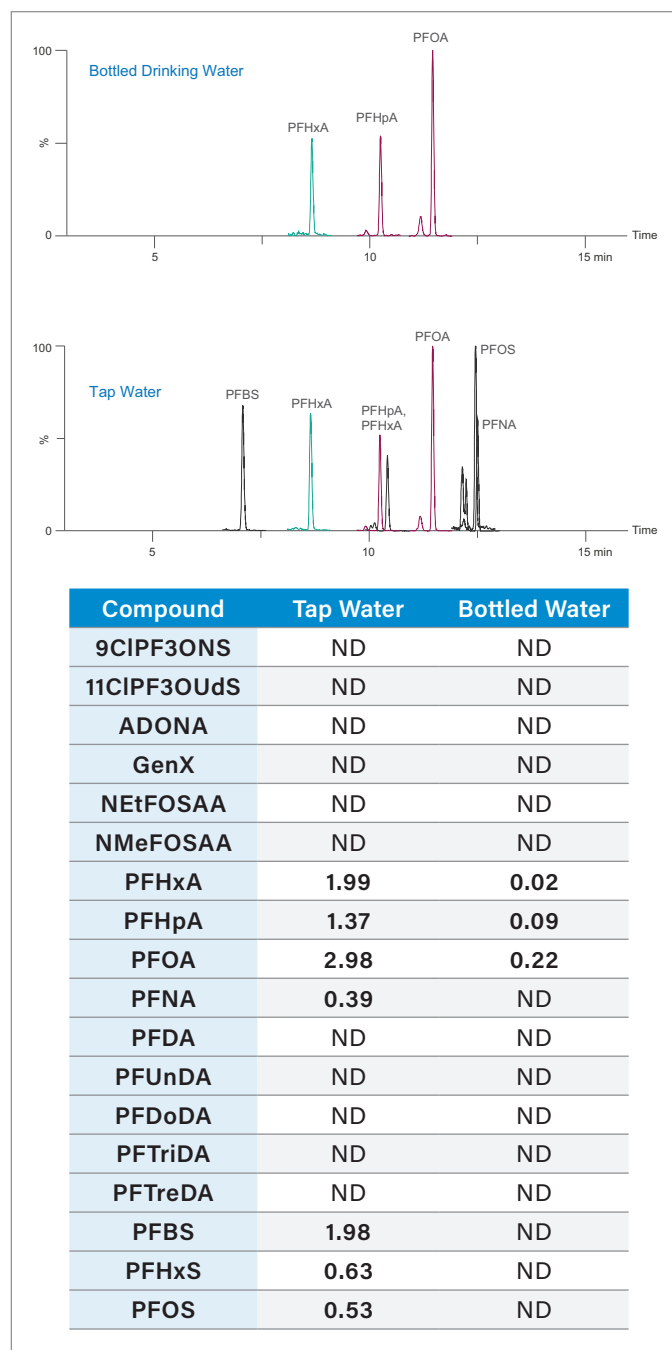 100
Bottled Drinking Water
PFOA
PFHpA
PFHxA
%
0
Time
5
10
15 min
100
Tap Water
PFOA
PFOS
PFBS
PFHxA
PFHpA,
PFHxA
PFNA
%
0
Time
5
10
15 min
Compound Tap Water Bottled Water
9ClPF3ONS ND ND
11ClPF3OUdS ND ND
ADONA ND ND
GenX ND ND
NEtFOSAA ND ND
NMeFOSAA ND ND
PFHxA 1.99 0.02
PFHpA 1.37 0.09
PFOA 2.98 0.22
PFNA 0.39 ND
PFDA ND ND
PFUnDA ND ND
PFDoDA ND ND
PFTriDA ND ND
PFTreDA ND ND
PFBS 1.98 ND
PFHxS 0.63 ND
PFOS 0.53 ND